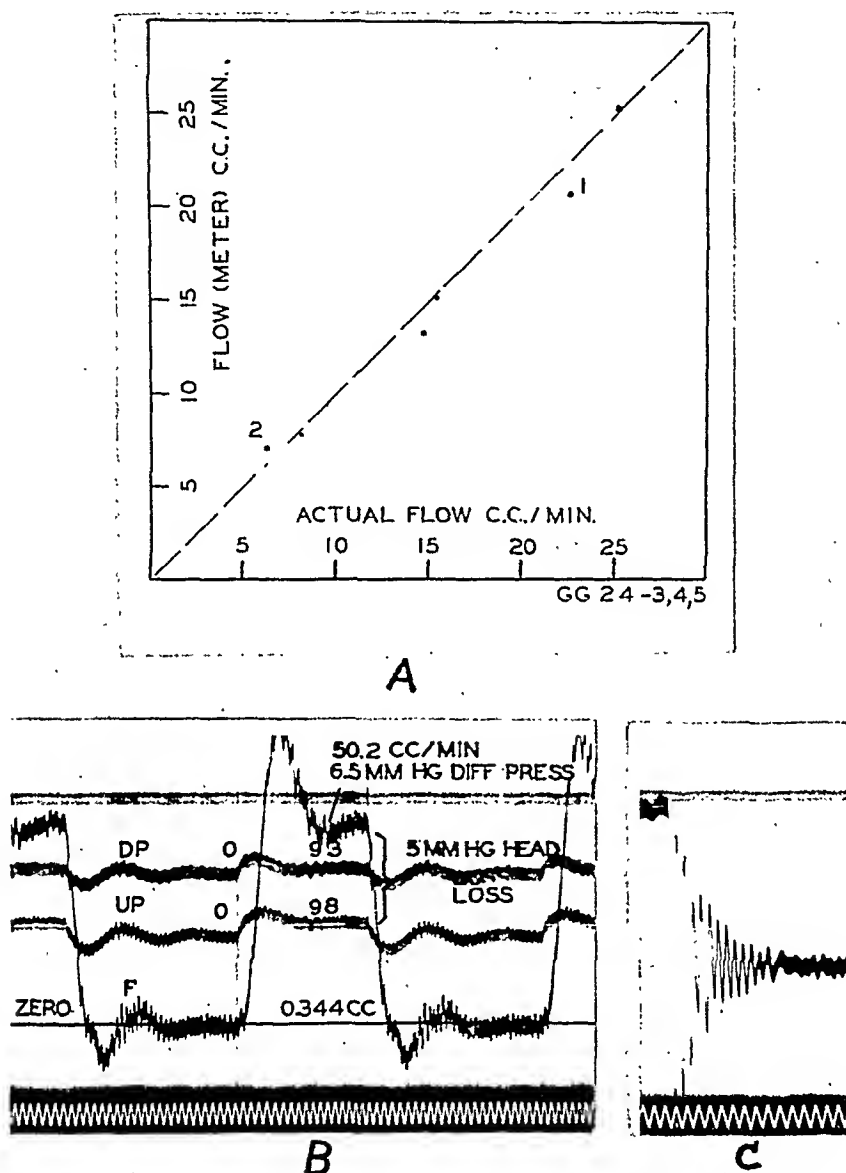 25
20
15
10
5
FLOW (METER) C.C./MIN.
1
2
ACTUAL FLOW C.C./MIN.
5 10 15 20 25
GG 24-3,4,5
A
50.2 CC/MIN
6.5 MM HG DIFF PRESS
DP 0 93 5 MM HG HEAD
LOSS
UP 0 98
F
ZERO 0.344CC
B
C